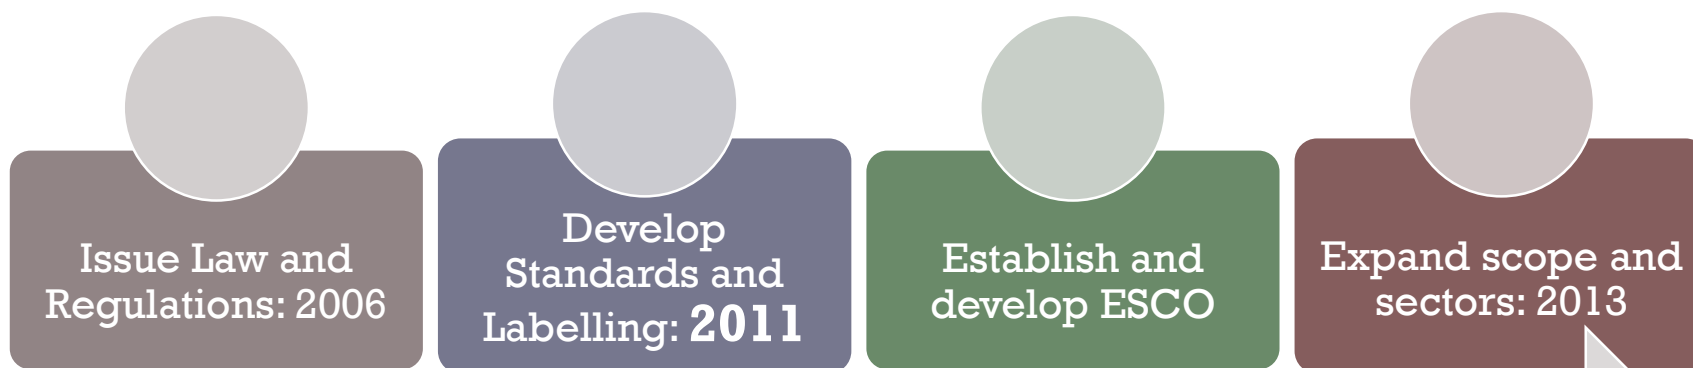 Issue Law and
Regulations: 2006
Develop
Standards and
Labelling: 2011
Establish and
develop ESCO
Expand scope and
sectors: 2013